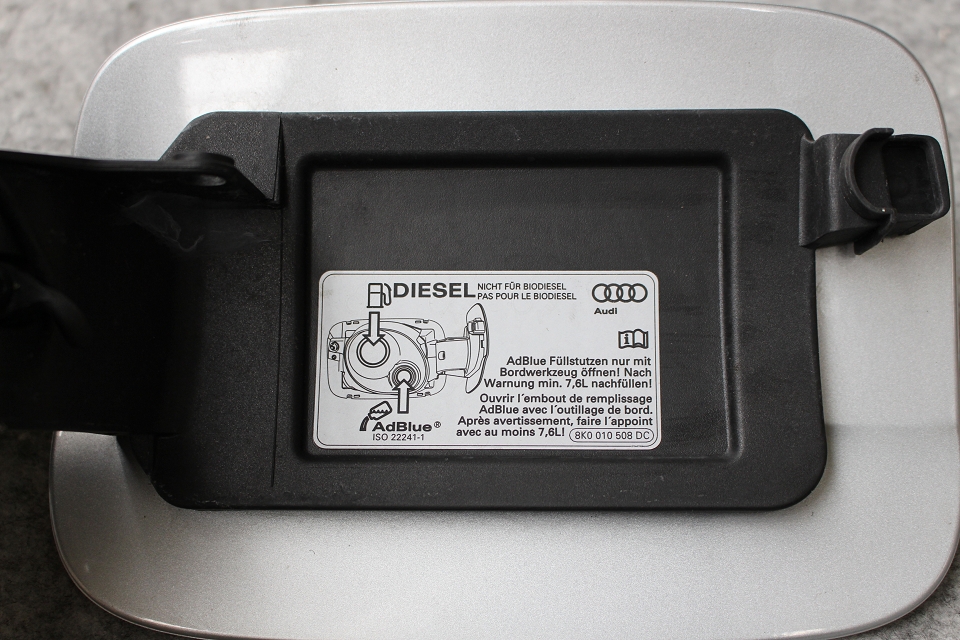 DIESEL NICHT FÜR BIODIESEL
PAS POUR LE BIODIESEL
Audi
i
AdBlue Füllstutzen nur mit
Bordwerkzeug öffnen! Nach
Warnung min. 7,6L nachfüllen!
Ouvrir l´embout de remplissage
AdBlue avec l´outillage de bord.
Après avertissement, faire l´appoint
avec au moins 7,6L! 8K0 010 508 DC
AdBlue®
ISO 22241-1